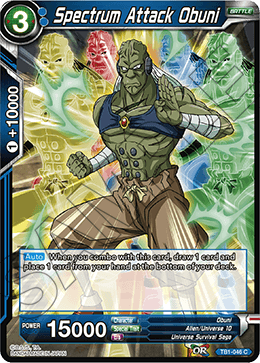 BATTLE
3
Spectrum Attack Obuni
1 +10000
Auto When you combo with this card, draw 1 card and
place 1 card from your hand at the bottom of your deck.
POWER 15000
Character Obuni
Special Trait Alien/Universe 10
Era Universe Survival Saga
TB1-046 C